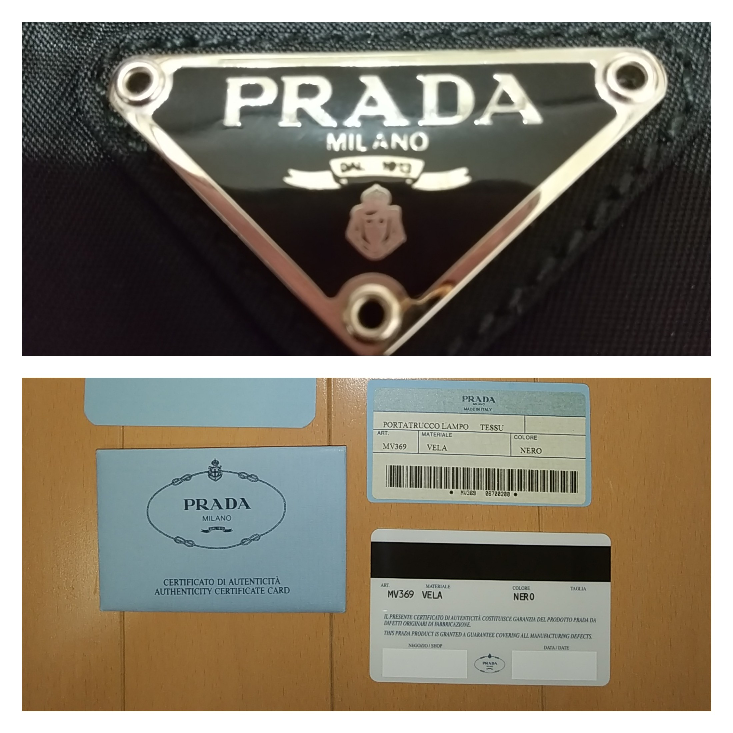 PRADA
MILANO
DAL 1913
PRADA
MILANO
CERTIFICATO DI AUTENTICITÀ
AUTHENTICITY CERTIFICATE CARD
PRADA
MADE IN ITALY
PORTATRUCCO LAMPO TESSU
ART. MATERIALE COLORE
MV369 VELA NERO
ART. MATERIALE COLORE TAGLIA
MV369 VELA NERO
IL PRESENTE CERTIFICATO DI AUTENTICITÀ COSTITUISCE GARANZIA DEL PRODOTTO PRADA DA
DIFETTI ORIGINARI DI FABBRICAZIONE.
THIS PRADA PRODUCT IS GRANTED A GUARANTEE COVERING ALL MANUFACTURING DEFECTS.
NEGOZIO / SHOP DATA / DATE